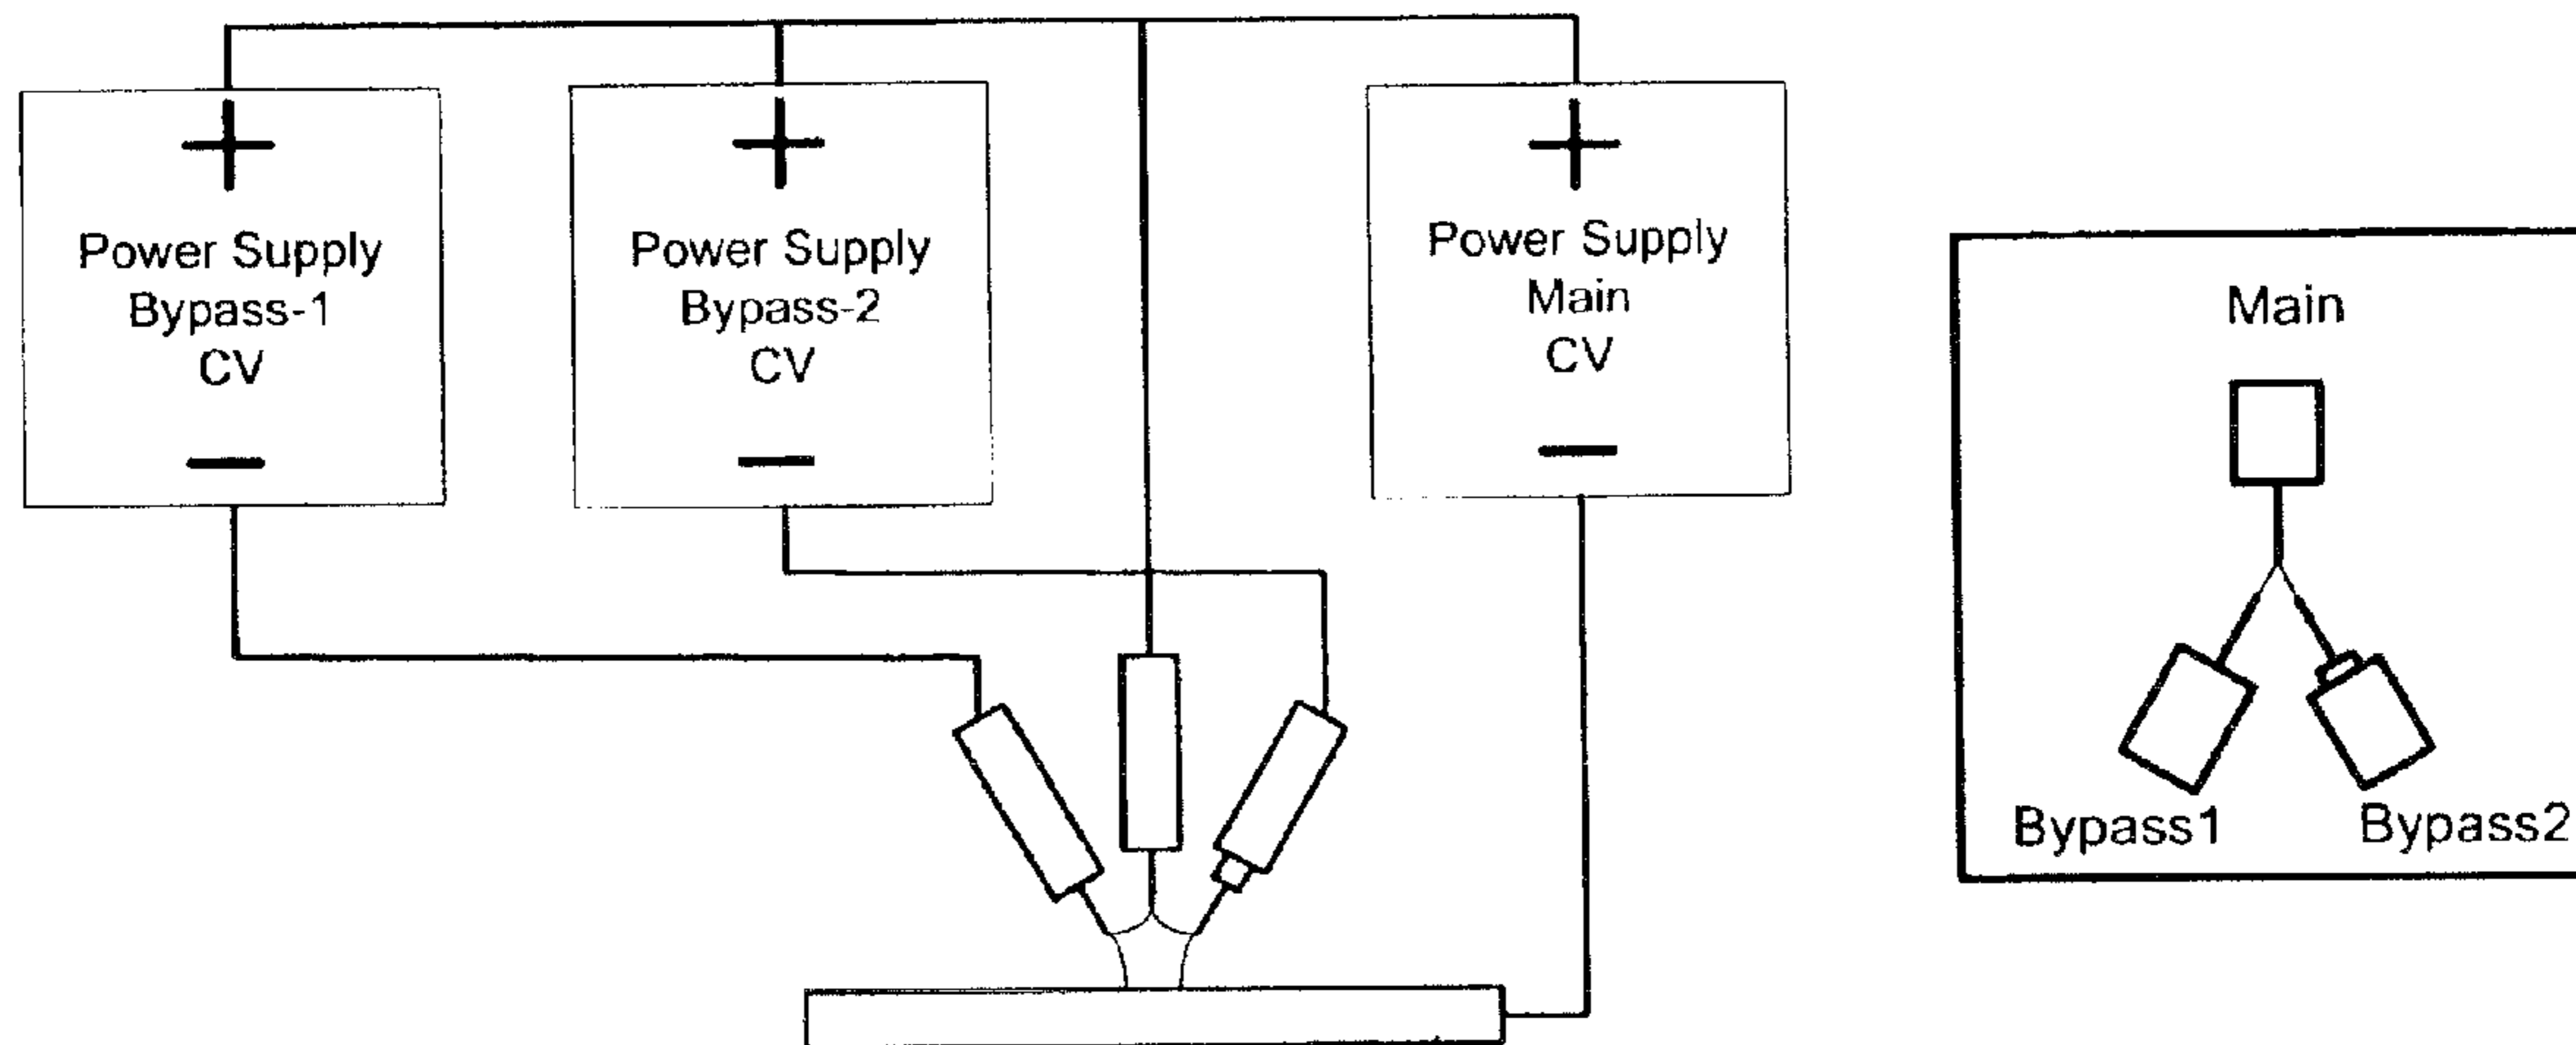 +
Power Supply
Bypass-1
CV
−
+
Power Supply
Bypass-2
CV
−
+
Power Supply
Main
CV
−
Main
Bypass1
Bypass2